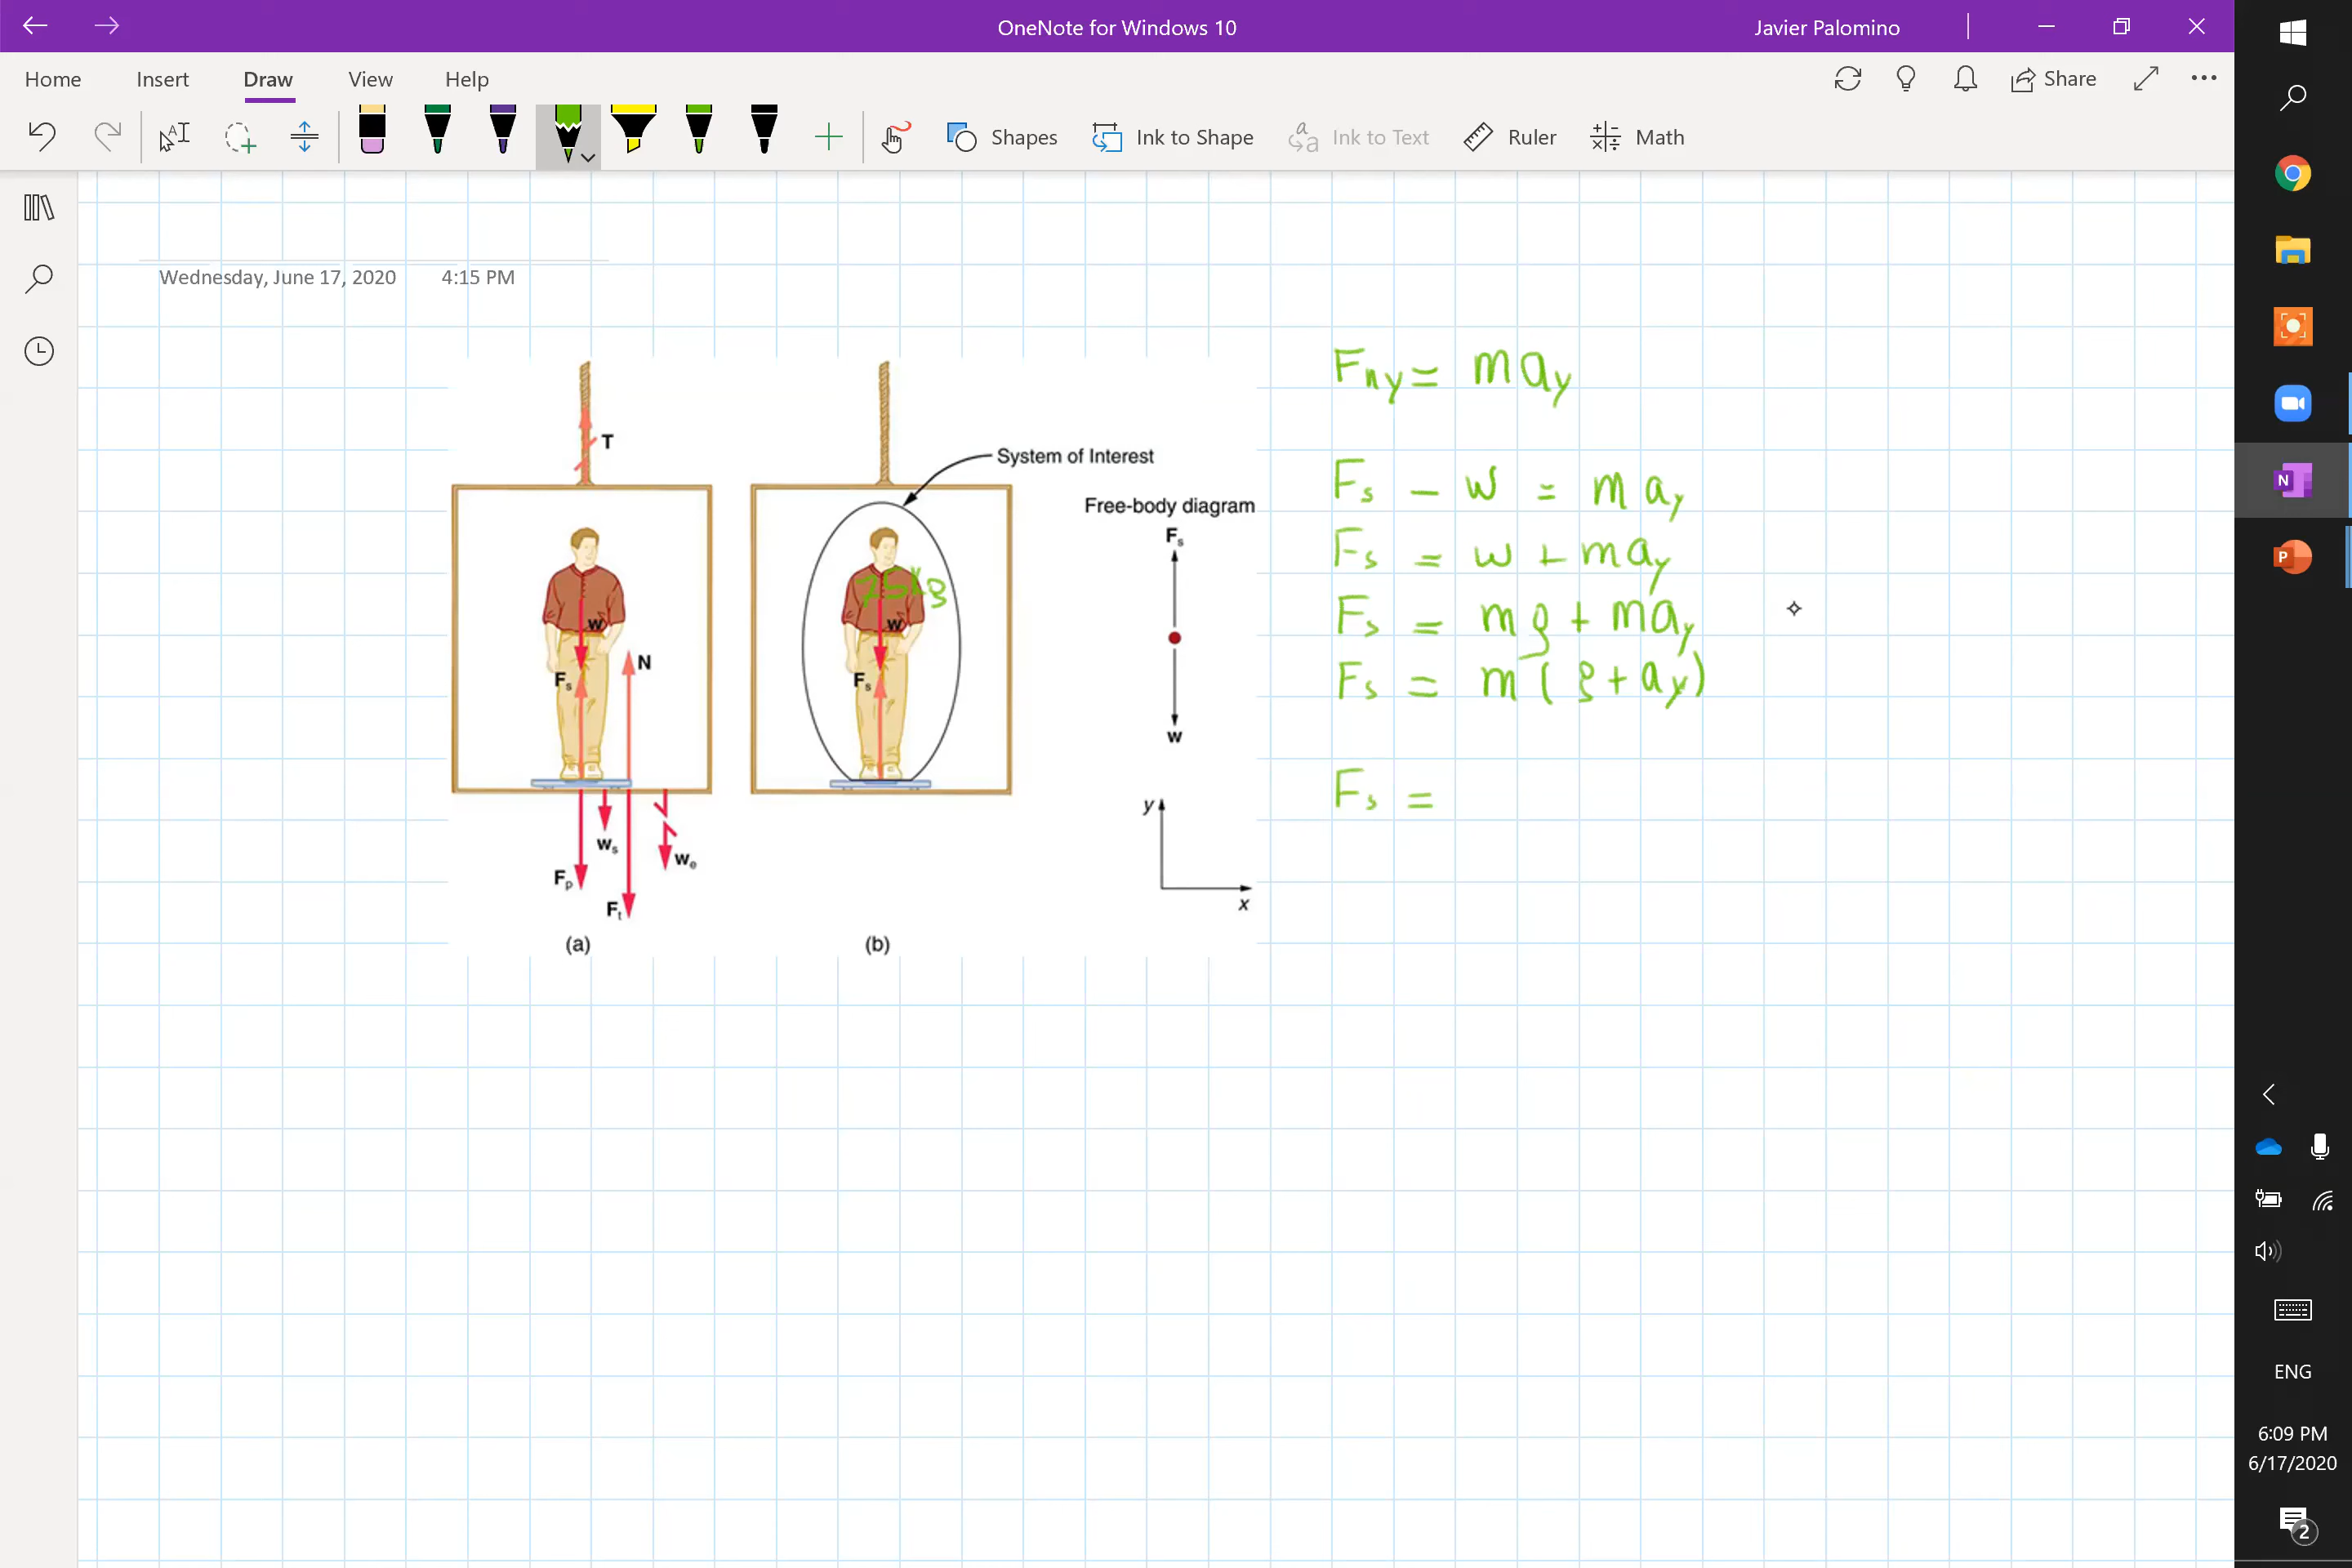 OneNote for Windows 10
Javier Palomino
Home Insert Draw View Help
Share
Shapes Ink to Shape Ink to Text Ruler Math
Wednesday, June 17, 2020 4:15 PM
T
w
N
Fs
ws
we
Fp
Ft
(a)
System of Interest
75kg
w
Fs
(b)
Free-body diagram
Fs
w
y
x
Fny = may
Fs - w = may
Fs = w + may
Fs = mg + may
Fs = m(g + ay)
Fs =
N
P
ENG
6:09 PM
6/17/2020
2